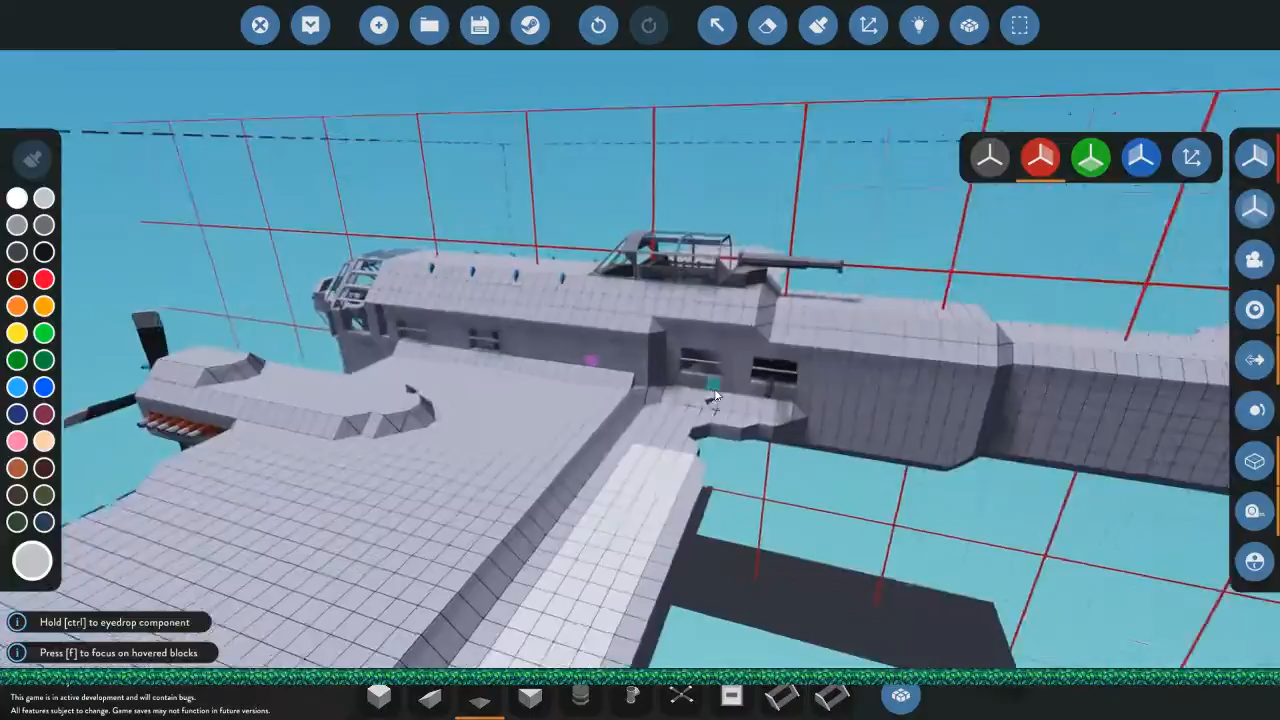 Hold [ctrl] to eyedrop component
Press [f] to focus on hovered blocks
This game is in active development and will contain bugs.
All features subject to change. Game saves may not function in future versions.